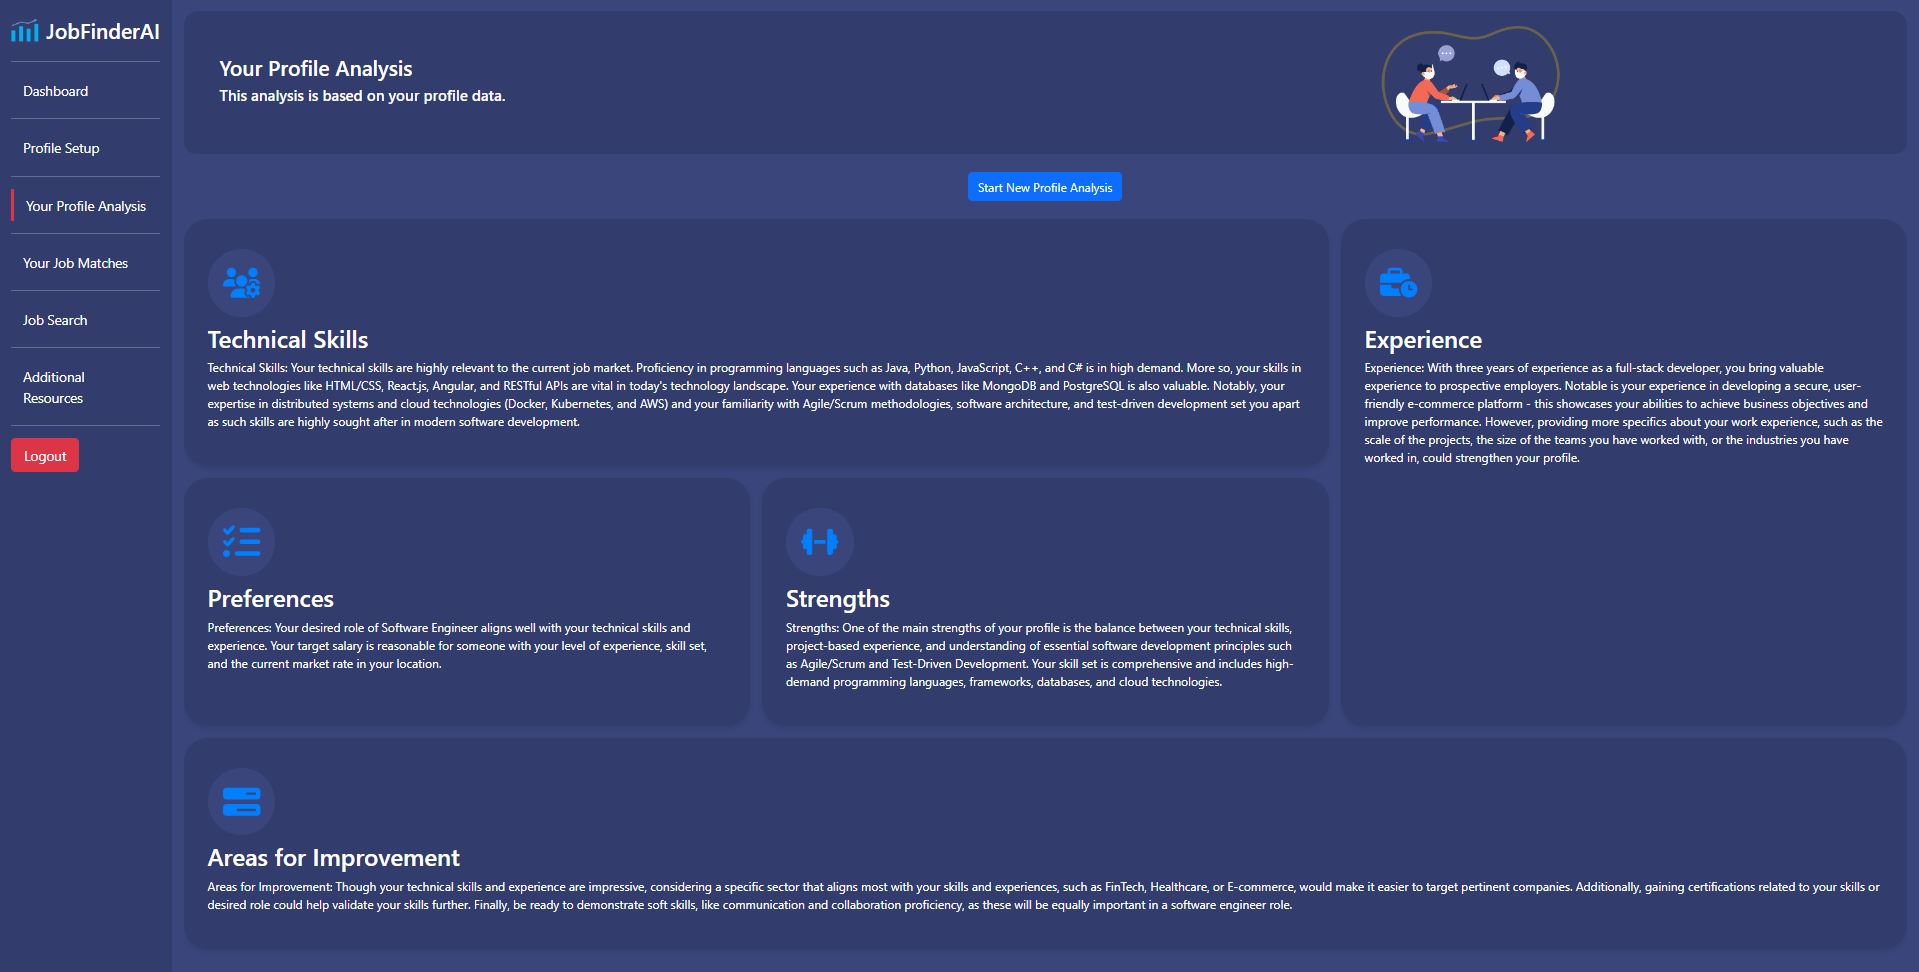 JobFinderAI
Dashboard
Profile Setup
Your Profile Analysis
Your Job Matches
Job Search
Additional
Resources
Logout
Your Profile Analysis
This analysis is based on your profile data.
Start New Profile Analysis
Technical Skills
Technical Skills: Your technical skills are highly relevant to the current job market. Proficiency in programming languages such as Java, Python, JavaScript, C++, and C# is in high demand. More so, your skills in
web technologies like HTML/CSS, React.js, Angular, and RESTful APIs are vital in today's technology landscape. Your experience with databases like MongoDB and PostgreSQL is also valuable. Notably, your
expertise in distributed systems and cloud technologies (Docker, Kubernetes, and AWS) and your familiarity with Agile/Scrum methodologies, software architecture, and test-driven development set you apart
as such skills are highly sought after in modern software development.
Experience
Experience: With three years of experience as a full-stack developer, you bring valuable
experience to prospective employers. Notable is your experience in developing a secure, user-
friendly e-commerce platform - this showcases your abilities to achieve business objectives and
improve performance. However, providing more specifics about your work experience, such as the
scale of the projects, the size of the teams you have worked with, or the industries you have
worked in, could strengthen your profile.
Preferences
Preferences: Your desired role of Software Engineer aligns well with your technical skills and
experience. Your target salary is reasonable for someone with your level of experience, skill set,
and the current market rate in your location.
Strengths
Strengths: One of the main strengths of your profile is the balance between your technical skills,
project-based experience, and understanding of essential software development principles such
as Agile/Scrum and Test-Driven Development. Your skill set is comprehensive and includes high-
demand programming languages, frameworks, databases, and cloud technologies.
Areas for Improvement
Areas for Improvement: Though your technical skills and experience are impressive, considering a specific sector that aligns most with your skills and experiences, such as FinTech, Healthcare, or E-commerce, would make it easier to target pertinent companies. Additionally, gaining certifications related to your skills or
desired role could help validate your skills further. Finally, be ready to demonstrate soft skills, like communication and collaboration proficiency, as these will be equally important in a software engineer role.